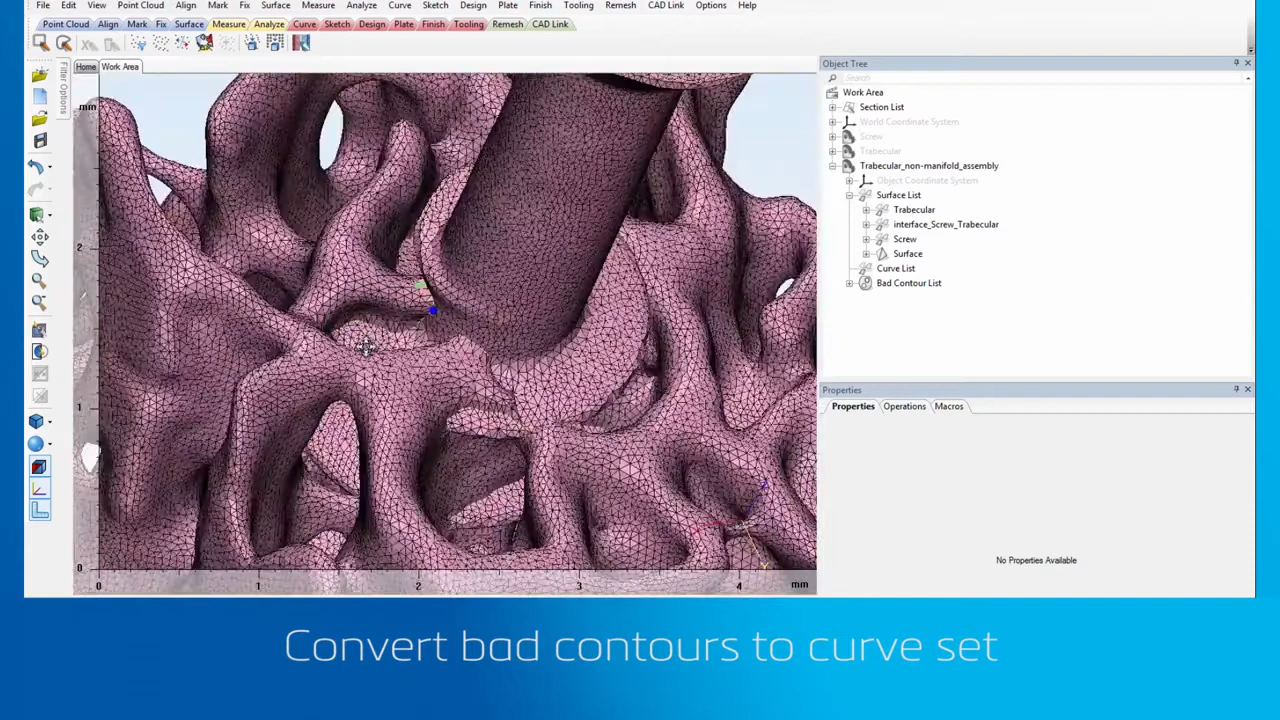 File Edit View Point Cloud Align Mark Fix Surface Measure Analyze Curve Sketch Design Plate Finish Tooling Remesh CAD Link Options Help
Point Cloud Align Mark Fix Surface Measure Analyze Curve Sketch Design Plate Finish Tooling Remesh CAD Link
Home Work Area
Filter Options
mm
2
1
0
0 1 2 3 4 mm
Z
Y
Object Tree
Search
Work Area
Section List
World Coordinate System
Screw
Trabecular
Trabecular_non-manifold_assembly
Object Coordinate System
Surface List
Trabecular
interface_Screw_Trabecular
Screw
Surface
Curve List
Bad Contour List
Properties
Properties Operations Macros
No Properties Available
Convert bad contours to curve set